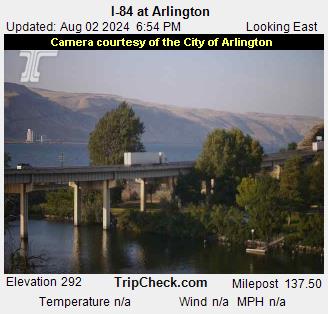 I-84 at Arlington
Updated: Aug 02 2024 6:54 PM Looking East
Camera courtesy of the City of Arlington
Elevation 292 TripCheck.com Milepost 137.50
Temperature n/a Wind n/a MPH n/a